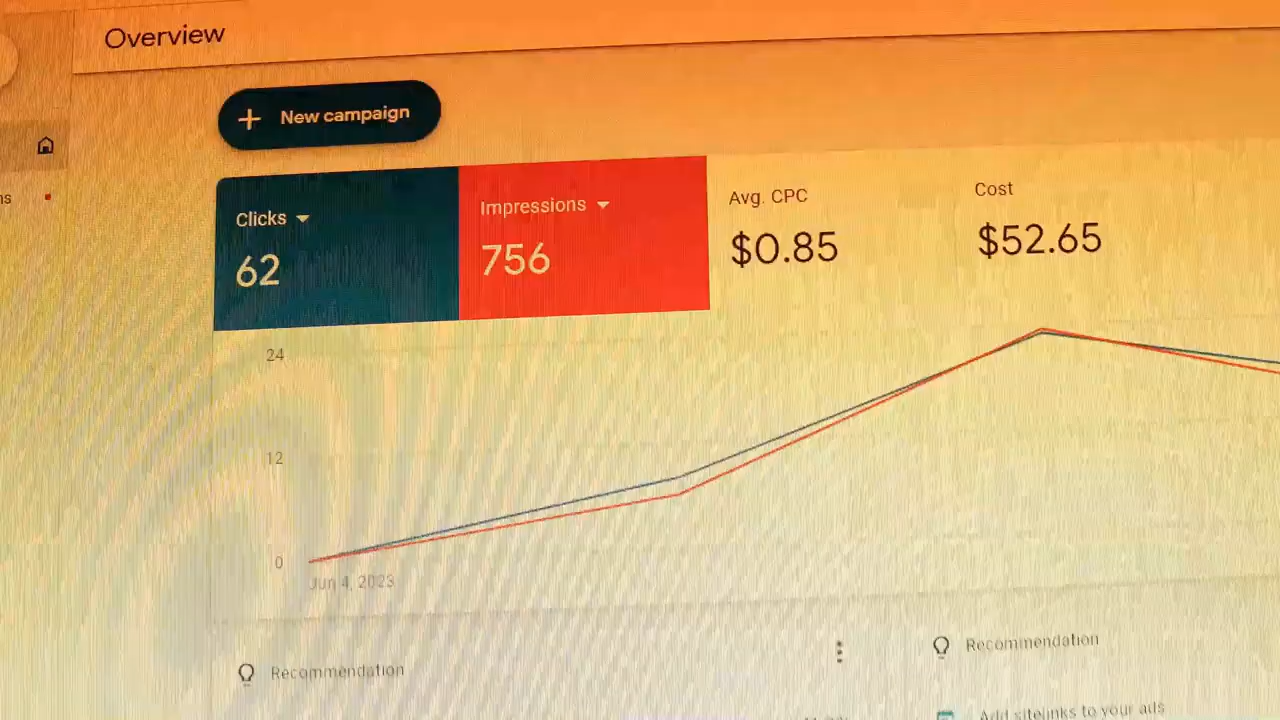 Overview
+ New campaign
Clicks
62
Impressions
756
Avg. CPC
$0.85
Cost
$52.65
24
12
0
Jun 4, 2023
Recommendation
Recommendation
Add sitelinks to your ads